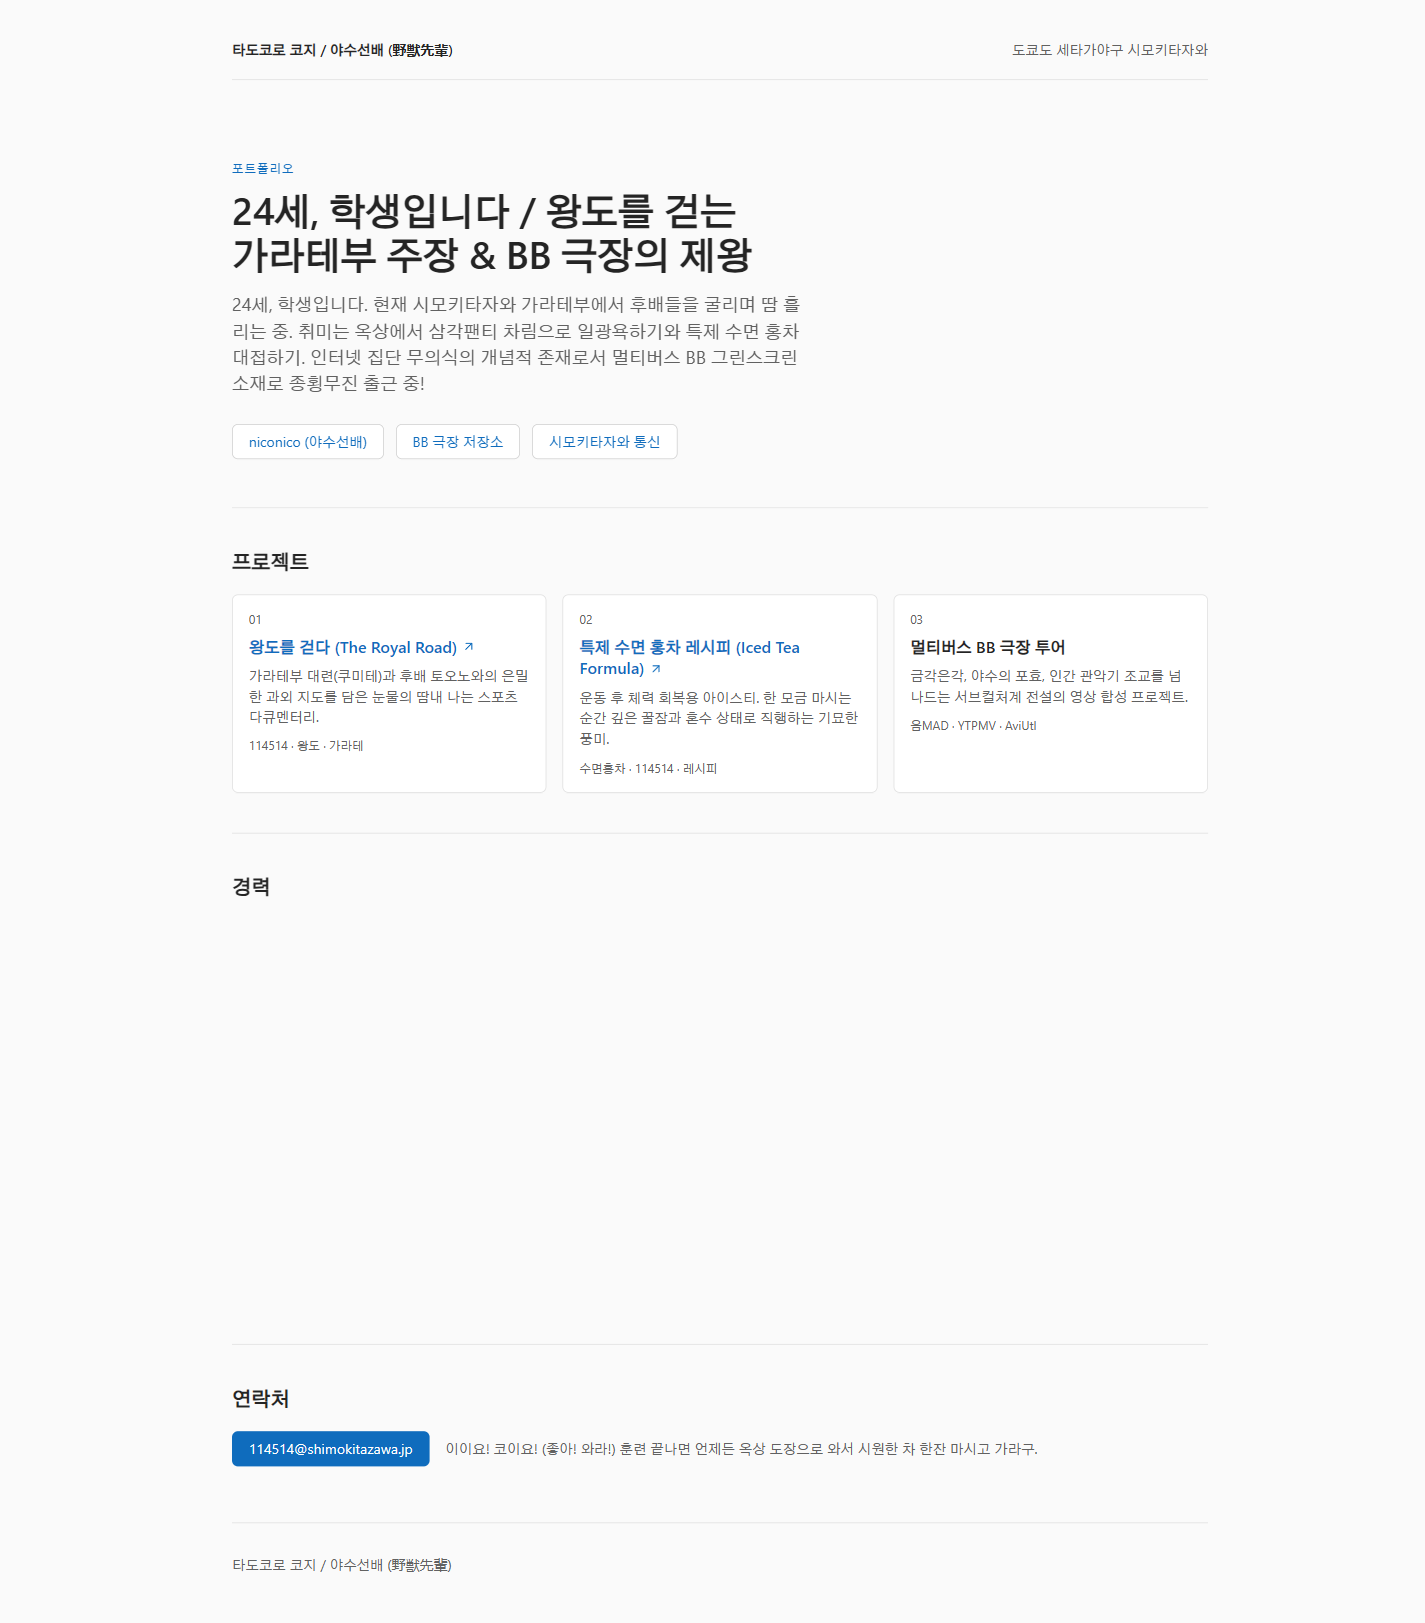 타도코로 코지 / 야수선배 (野獣先輩)
도쿄도 세타가야구 시모키타자와
포트폴리오
24세, 학생입니다 / 왕도를 걷는
가라테부 주장 & BB 극장의 제왕
24세, 학생입니다. 현재 시모키타자와 가라테부에서 후배들을 굴리며 땀 흘
리는 중. 취미는 옥상에서 삼각팬티 차림으로 일광욕하기와 특제 수면 홍차
대접하기. 인터넷 집단 무의식의 개념적 존재로서 멀티버스 BB 그린스크린
소재로 종횡무진 출근 중!
niconico (야수선배)
BB 극장 저장소
시모키타자와 통신
프로젝트
01
왕도를 걷다 (The Royal Road) ↗
가라테부 대련(쿠미테)과 후배 토오노와의 은밀
한 과외 지도를 담은 눈물의 땀내 나는 스포츠
다큐멘터리.
114514 · 왕도 · 가라테
02
특제 수면 홍차 레시피 (Iced Tea
Formula) ↗
운동 후 체력 회복용 아이스티. 한 모금 마시는
순간 깊은 꿀잠과 혼수 상태로 직행하는 기묘한
풍미.
수면홍차 · 114514 · 레시피
03
멀티버스 BB 극장 투어
금각은각, 야수의 포효, 인간 관악기 조교를 넘
나드는 서브컬처계 전설의 영상 합성 프로젝트.
음MAD · YTPMV · AviUtl
경력
연락처
114514@shimokitazawa.jp
이이요! 코이요! (좋아! 와라!) 훈련 끝나면 언제든 옥상 도장으로 와서 시원한 차 한잔 마시고 가라구.
타도코로 코지 / 야수선배 (野獣先輩)